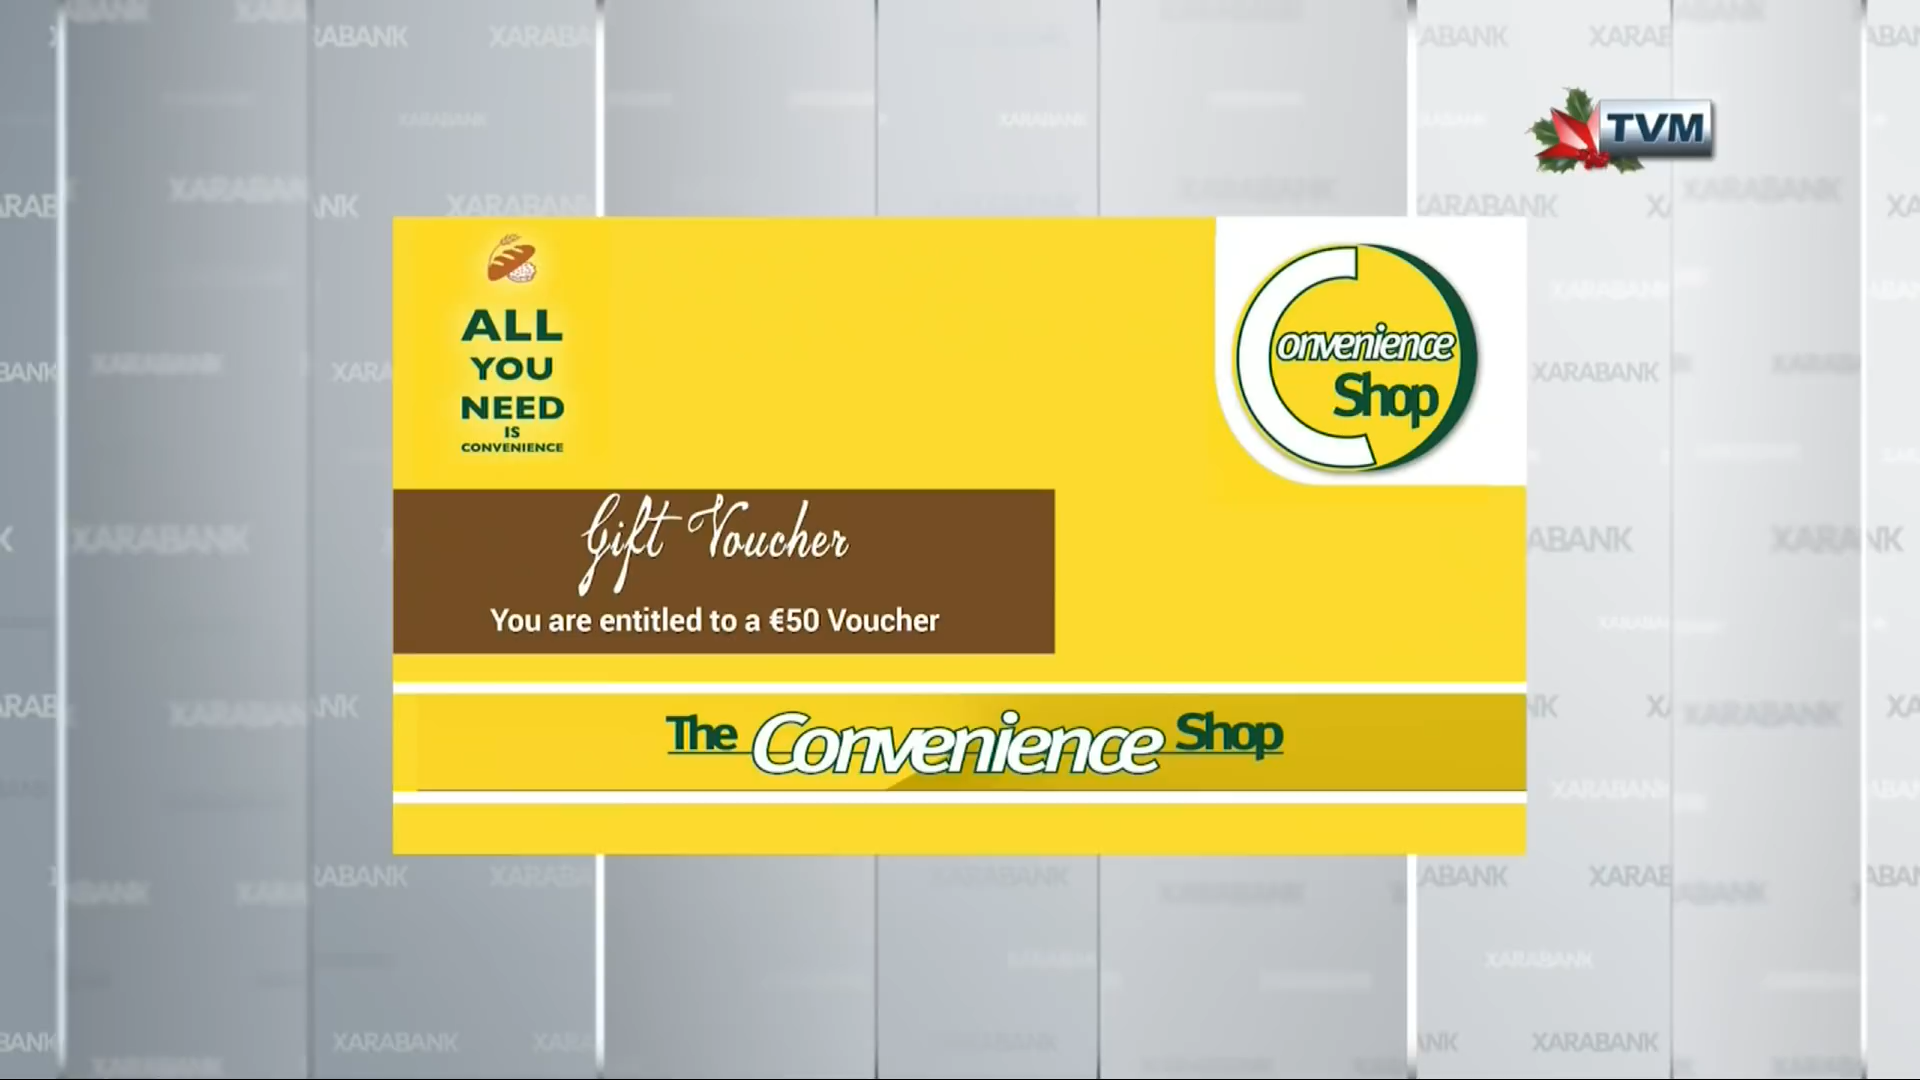 TVM
ALL
YOU
NEED
IS
CONVENIENCE
Convenience
Shop
Gift Voucher
You are entitled to a €50 Voucher
The Convenience Shop
XARABANK